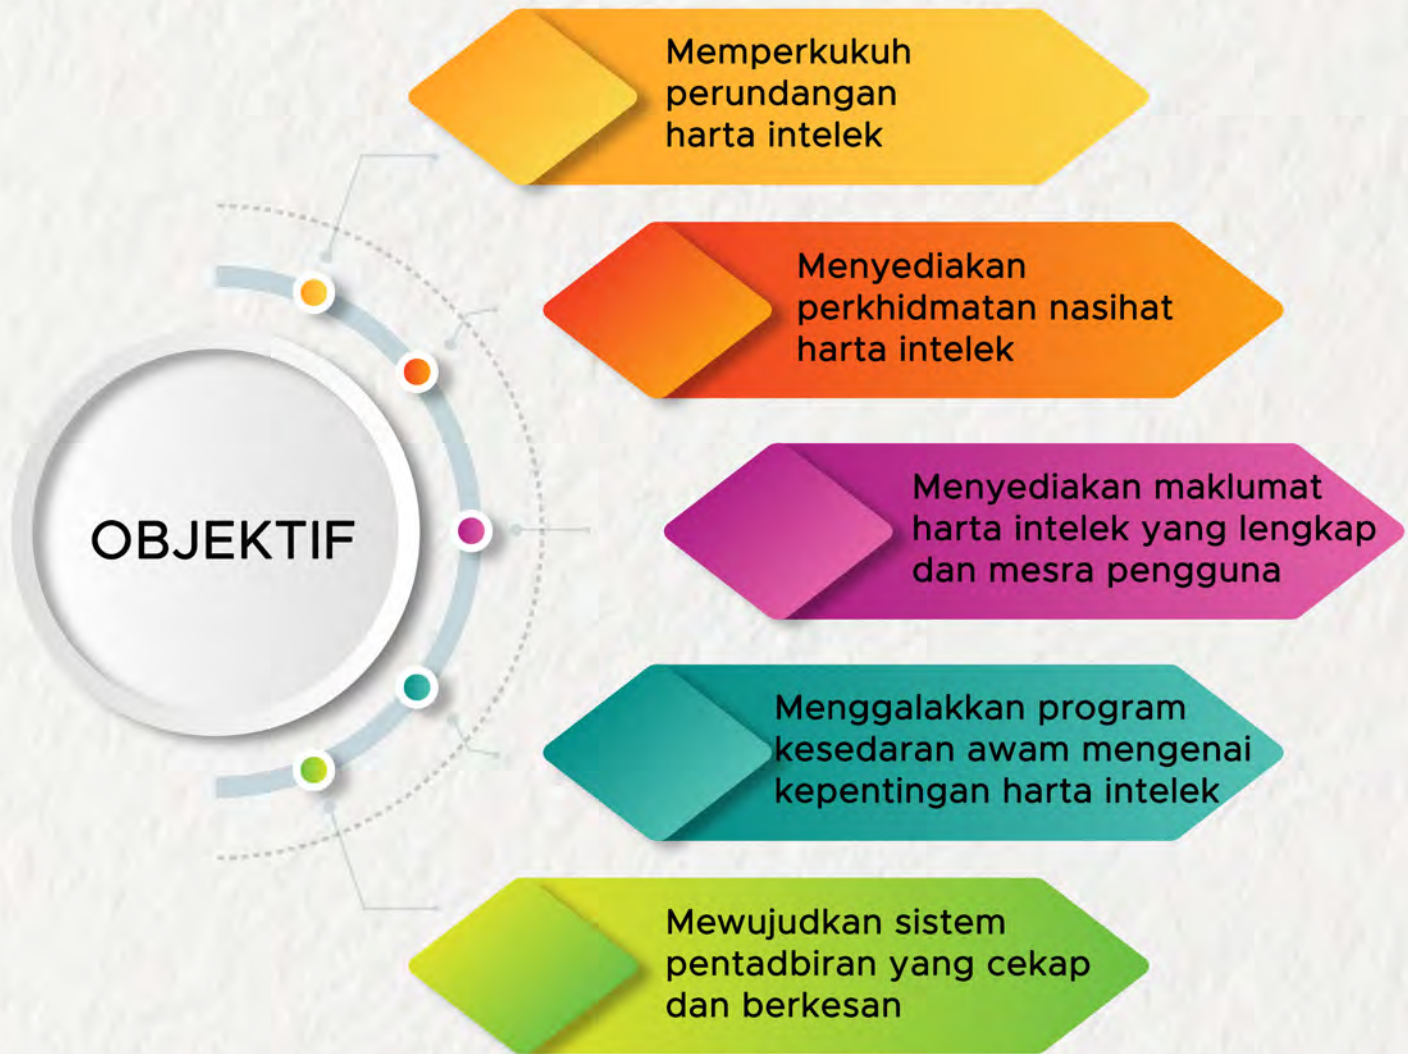 Memperkukuh
perundangan
harta intelek
Menyediakan
perkhidmatan nasihat
harta intelek
OBJEKTIF
Menyediakan maklumat
harta intelek yang lengkap
dan mesra pengguna
Menggalakkan program
kesedaran awam mengenai
kepentingan harta intelek
Mewujudkan sistem
pentadbiran yang cekap
dan berkesan